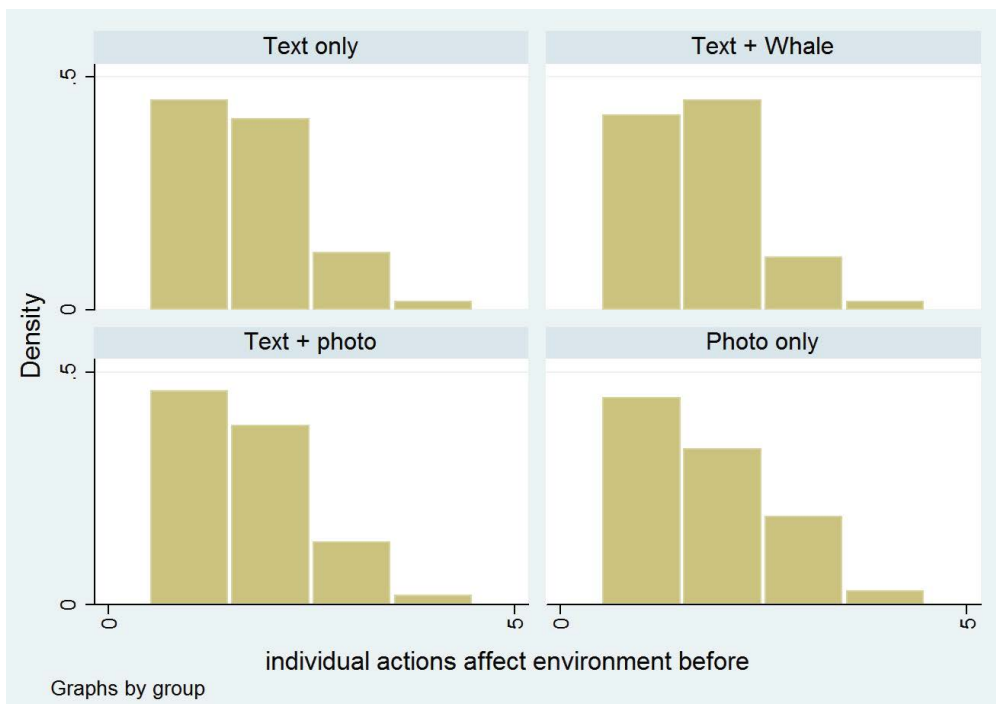 Text only
Text + Whale
.5
0
Text + photo
Photo only
.5
0
0
5
0
5
Density
individual actions affect environment before
Graphs by group